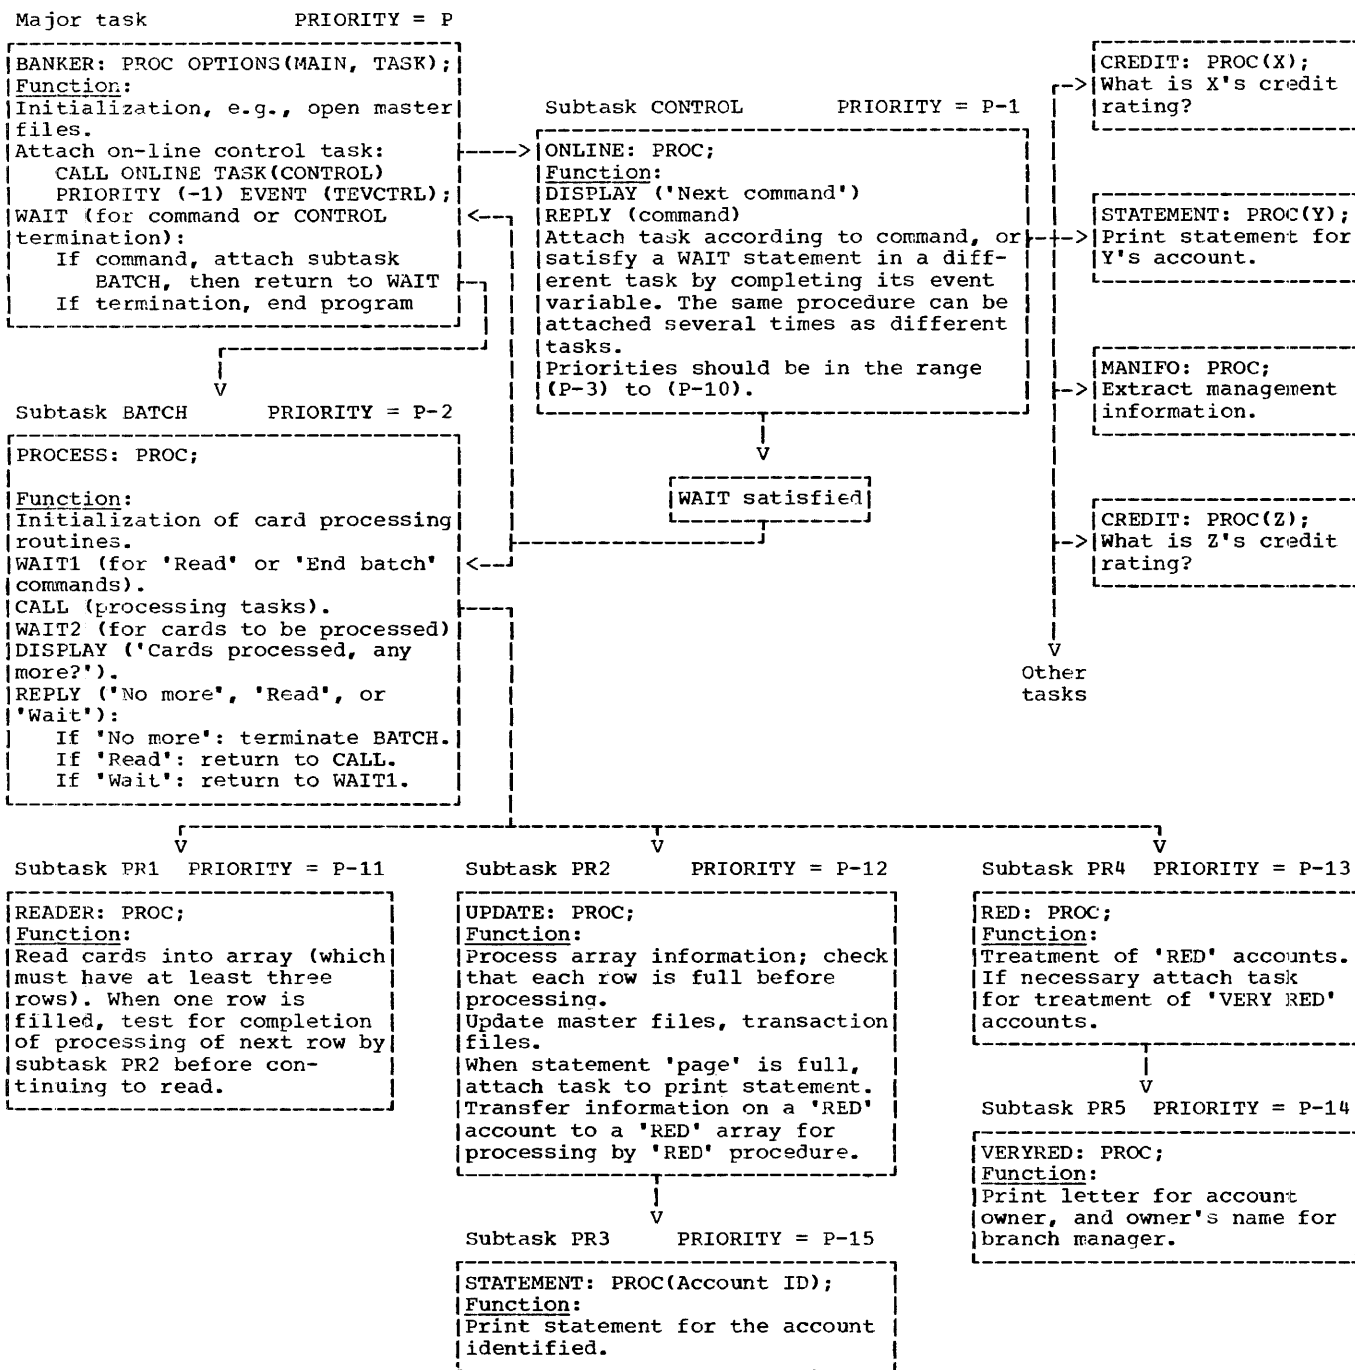 Major task PRIORITY = P
BANKER: PROC OPTIONS(MAIN, TASK);
Function:
Initialization, e.g., open master
files.
Attach on-line control task:
CALL ONLINE TASK(CONTROL)
PRIORITY (-1) EVENT (TEVCTRL);
WAIT (for command or CONTROL
termination):
If command, attach subtask
BATCH, then return to WAIT
If termination, end program
Subtask CONTROL PRIORITY = P-1
ONLINE: PROC;
Function:
DISPLAY ('Next command')
REPLY (command)
Attach task according to command, or
satisfy a WAIT statement in a diff-
erent task by completing its event
variable. The same procedure can be
attached several times as different
tasks.
Priorities should be in the range
(P-3) to (P-10).
WAIT satisfied
CREDIT: PROC(X);
What is X's credit
rating?
STATEMENT: PROC(Y);
Print statement for
Y's account.
MANIFO: PROC;
Extract management
information.
CREDIT: PROC(Z);
What is Z's credit
rating?
Other
tasks
Subtask BATCH PRIORITY = P-2
PROCESS: PROC;
Function:
Initialization of card processing
routines.
WAIT1 (for 'Read' or 'End batch'
commands).
CALL (processing tasks).
WAIT2 (for cards to be processed)
DISPLAY ('Cards processed, any
more?').
REPLY ('No more', 'Read', or
'Wait'):
If 'No more': terminate BATCH.
If 'Read': return to CALL.
If 'Wait': return to WAIT1.
Subtask PR1 PRIORITY = P-11
READER: PROC;
Function:
Read cards into array (which
must have at least three
rows). When one row is
filled, test for completion
of processing of next row by
subtask PR2 before con-
tinuing to read.
Subtask PR2 PRIORITY = P-12
UPDATE: PROC;
Function:
Process array information; check
that each row is full before
processing.
Update master files, transaction
files.
When statement 'page' is full,
attach task to print statement.
Transfer information on a 'RED'
account to a 'RED' array for
processing by 'RED' procedure.
Subtask PR3 PRIORITY = P-15
STATEMENT: PROC(Account ID);
Function:
Print statement for the account
identified.
Subtask PR4 PRIORITY = P-13
RED: PROC;
Function:
Treatment of 'RED' accounts.
If necessary attach task
for treatment of 'VERY RED'
accounts.
Subtask PR5 PRIORITY = P-14
VERYRED: PROC;
Function:
Print letter for account
owner, and owner's name for
branch manager.